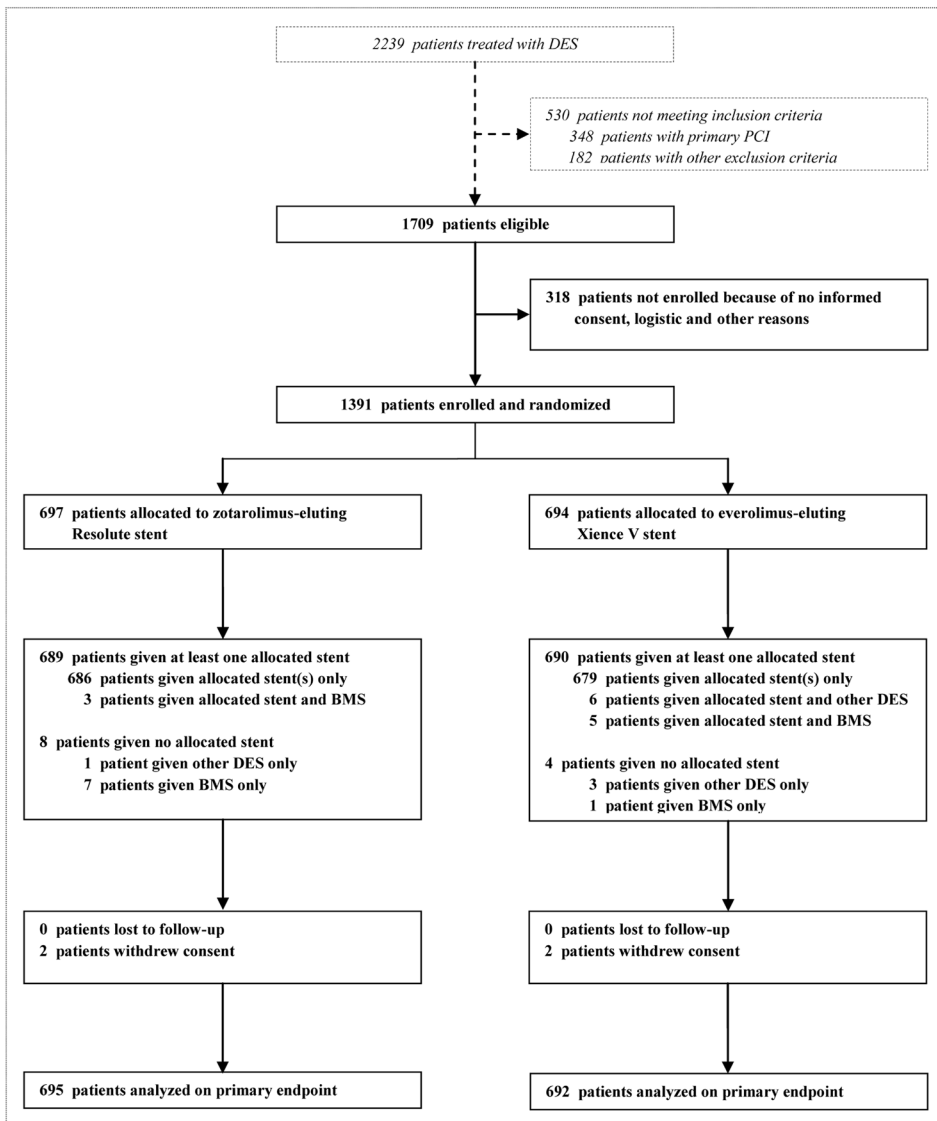 2239 patients treated with DES
530 patients not meeting inclusion criteria
348 patients with primary PCI
182 patients with other exclusion criteria
1709 patients eligible
318 patients not enrolled because of no informed
consent, logistic and other reasons
1391 patients enrolled and randomized
697 patients allocated to zotarolimus-eluting
Resolute stent
694 patients allocated to everolimus-eluting
Xience V stent
689 patients given at least one allocated stent
686 patients given allocated stent(s) only
3 patients given allocated stent and BMS
8 patients given no allocated stent
1 patient given other DES only
7 patients given BMS only
690 patients given at least one allocated stent
679 patients given allocated stent(s) only
6 patients given allocated stent and other DES
5 patients given allocated stent and BMS
4 patients given no allocated stent
3 patients given other DES only
1 patient given BMS only
0 patients lost to follow-up
2 patients withdrew consent
0 patients lost to follow-up
2 patients withdrew consent
695 patients analyzed on primary endpoint
692 patients analyzed on primary endpoint